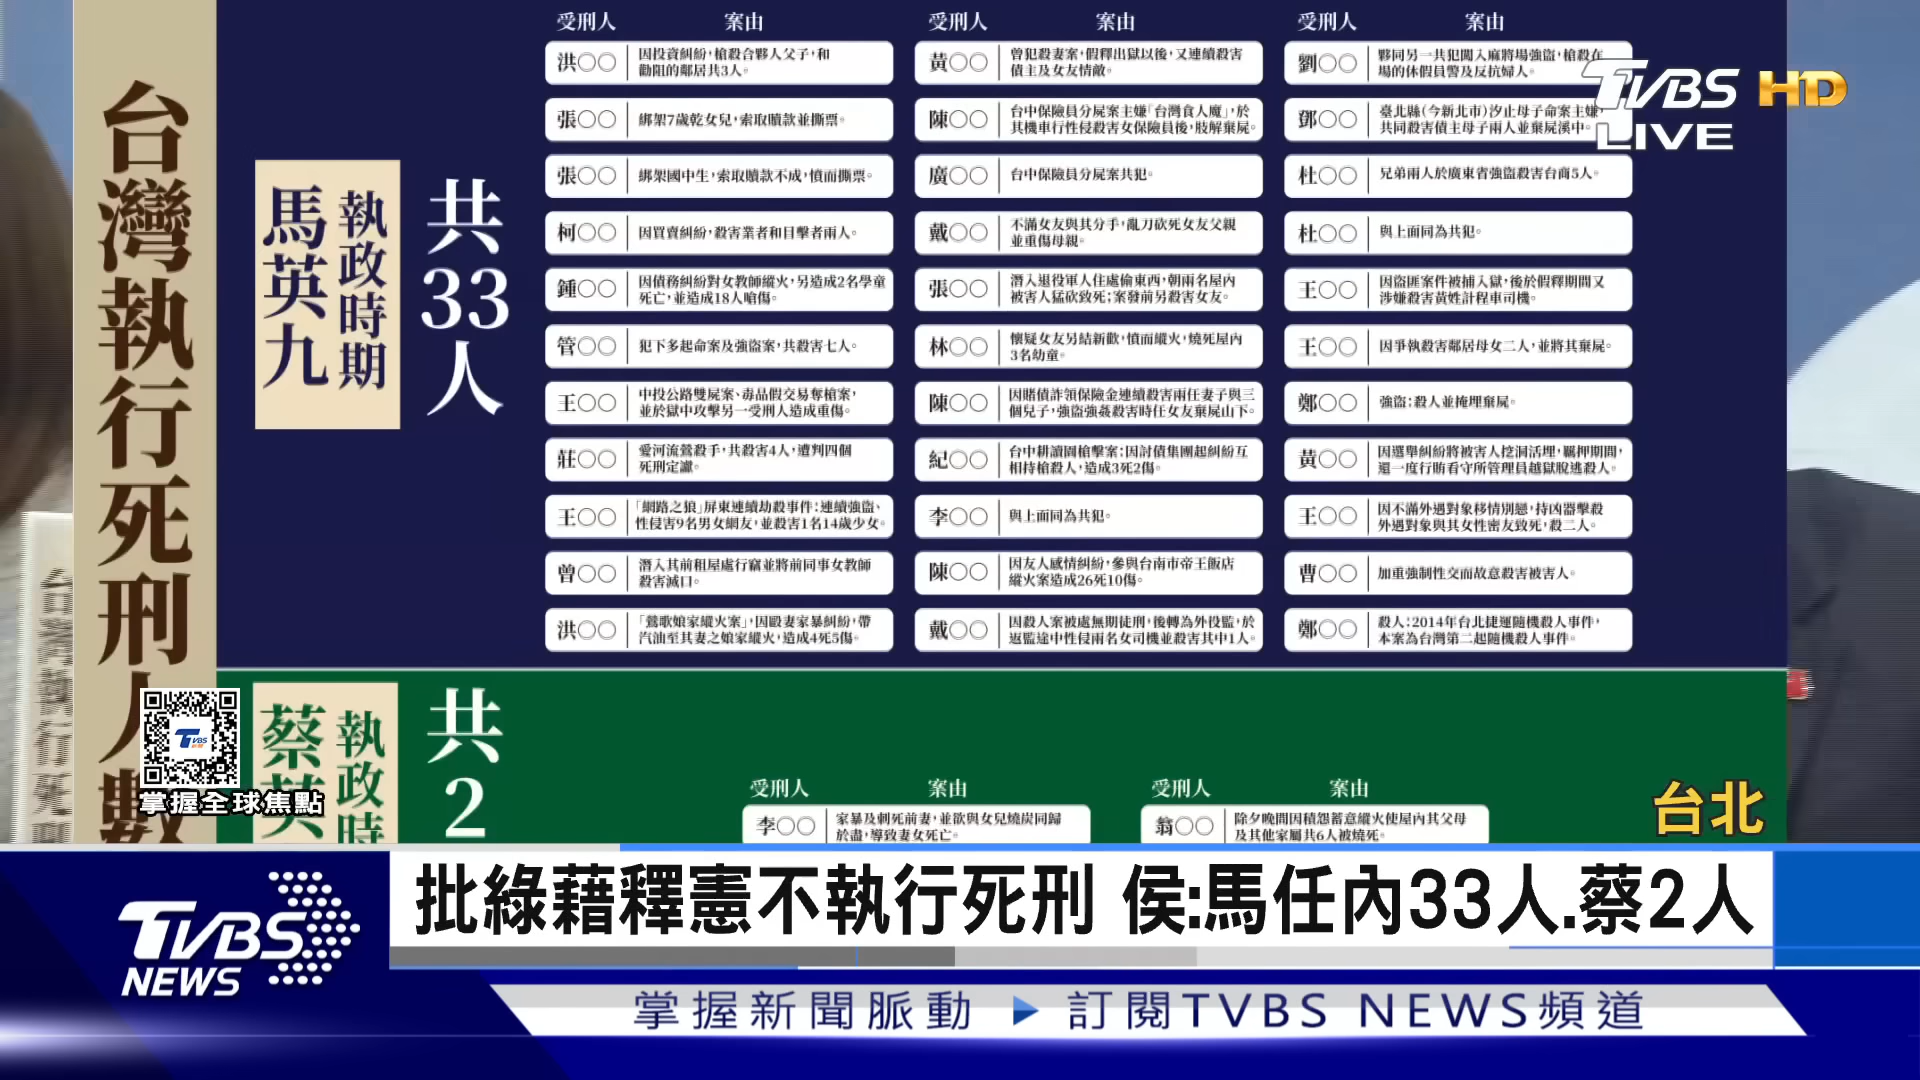 台灣執行死刑人數
馬英九
執政時期
共33人
受刑人 案由
洪○○ 因投資糾紛，槍殺合夥人父子，和
勸阻的鄰居共3人。
張○○ 綁架7歲乾女兒，索取贖款並撕票。
張○○ 綁架國中生，索取贖款不成，憤而撕票。
柯○○ 因買賣糾紛，殺害業者和目擊者兩人。
鍾○○ 因債務糾紛對女教師縱火，另造成2名學童
死亡，並造成18人嗆傷。
管○○ 犯下多起命案及強盜案，共殺害七人。
王○○ 中投公路雙屍案、毒品假交易奪槍案，
並於獄中攻擊另一受刑人造成重傷。
莊○○ 愛河流鶯殺手，共殺害4人，遭判四個
死刑定讞。
王○○ 「網路之狼」屏東連續劫殺事件：連續強盜、
性侵害9名男女網友，並殺害1名14歲少女。
曾○○ 潛入其前租屋處行竊並將前同事女教師
殺害滅口。
洪○○ 「鶯歌娘家縱火案」，因毆妻家暴糾紛，帶
汽油至其妻之娘家縱火，造成4死5傷。
受刑人 案由
黃○○ 曾犯殺妻案，假釋出獄以後，又連續殺害
債主及女友情敵。
陳○○ 台中保險員分屍案主嫌「台灣食人魔」，於
其機車行性侵殺害女保險員後，肢解棄屍。
廣○○ 台中保險員分屍案共犯。
戴○○ 不滿女友與其分手，亂刀砍死女友父親
並重傷母親。
張○○ 潛入退役軍人住處偷東西，朝兩名屋內
被害人猛砍致死；案發前另殺害女友。
林○○ 懷疑女友另結新歡，憤而縱火，燒死屋內
3名幼童。
陳○○ 因賭債詐領保險金連續殺害兩任妻子與三
個兒子，強盜強姦殺害時任女友棄屍山下。
紀○○ 台中耕讀園槍擊案：因討債集團起糾紛互
相持槍殺人，造成3死2傷。
李○○ 與上面同為共犯。
陳○○ 因友人感情糾紛，參與台南市帝王飯店
縱火案造成26死10傷。
戴○○ 因殺人案被處無期徒刑，後轉為外役監，於
返監途中性侵兩名女司機並殺害其中1人。
受刑人 案由
劉○○ 夥同另一共犯闖入麻將場強盜，槍殺在
場的休假員警及反抗婦人。
鄧○○ 臺北縣（今新北市）汐止母子命案主嫌，
共同殺害債主母子兩人並棄屍溪中。
杜○○ 兄弟兩人於廣東省強盜殺害台商5人。
杜○○ 與上面同為共犯。
王○○ 因盜匪案件被捕入獄，後於假釋期間又
涉嫌殺害黃姓計程車司機。
王○○ 因爭執殺害鄰居母女二人，並將其棄屍。
鄭○○ 強盜：殺人並掩埋棄屍。
黃○○ 因選舉糾紛將被害人挖洞活埋，羈押期間，
還一度行賄看守所管理員越獄脫逃殺人。
王○○ 因不滿外遇對象移情別戀，持凶器擊殺
外遇對象與其女性密友致死，殺二人。
曹○○ 加重強制性交而故意殺害被害人。
鄭○○ 殺人：2014年台北捷運隨機殺人事件，
本案為台灣第二起隨機殺人事件。
TVBS HD
LIVE
蔡英
執政時
共2
受刑人 案由
李○○ 家暴及刺死前妻，並欲與女兒燒炭同歸
於盡，導致妻女死亡。
受刑人 案由
翁○○ 除夕晚間因積怨蓄意縱火使屋內其父母
及其他家屬共6人被燒死。
台灣執行死刑
TVBS
掌握全球焦點
台北
TVBS
NEWS
批綠藉釋憲不執行死刑 侯:馬任內33人.蔡2人
掌握新聞脈動 ▶ 訂閱TVBS NEWS頻道